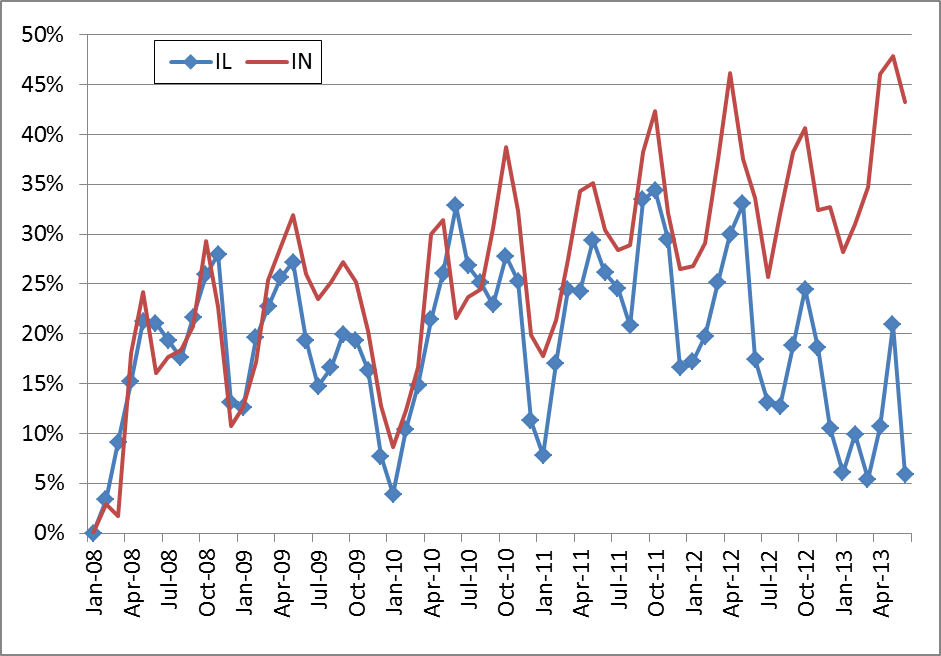 50%
45%
40%
35%
30%
25%
20%
15%
10%
5%
0%
IL IN
Jan-08
Apr-08
Jul-08
Oct-08
Jan-09
Apr-09
Jul-09
Oct-09
Jan-10
Apr-10
Jul-10
Oct-10
Jan-11
Apr-11
Jul-11
Oct-11
Jan-12
Apr-12
Jul-12
Oct-12
Jan-13
Apr-13